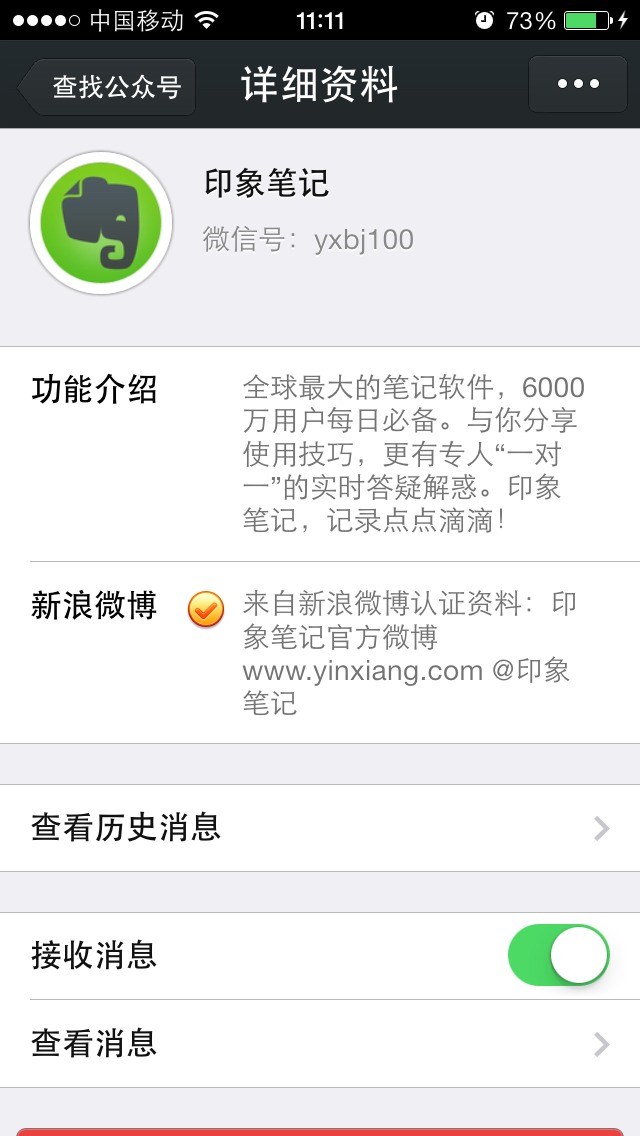 中国移动
11:11
73%
查找公众号
详细资料
印象笔记
微信号：yxbj100
功能介绍
全球最大的笔记软件，6000
万用户每日必备。与你分享
使用技巧，更有专人“一对
一”的实时答疑解惑。印象
笔记，记录点点滴滴！
新浪微博
来自新浪微博认证资料：印
象笔记官方微博
www.yinxiang.com @印象
笔记
查看历史消息
接收消息
查看消息